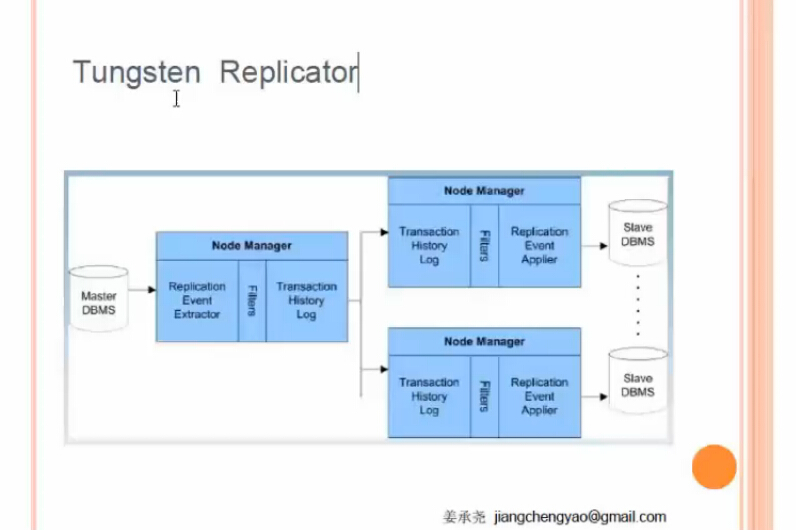 Tungsten Replicator
Master
DBMS
Node Manager
Replication
Event
Extractor
Filters
Transaction
History
Log
Node Manager
Transaction
History
Log
Filters
Replication
Event
Applier
Slave
DBMS
Node Manager
Transaction
History
Log
Filters
Replication
Event
Applier
Slave
DBMS
姜承尧 jiangchengyao@gmail.com